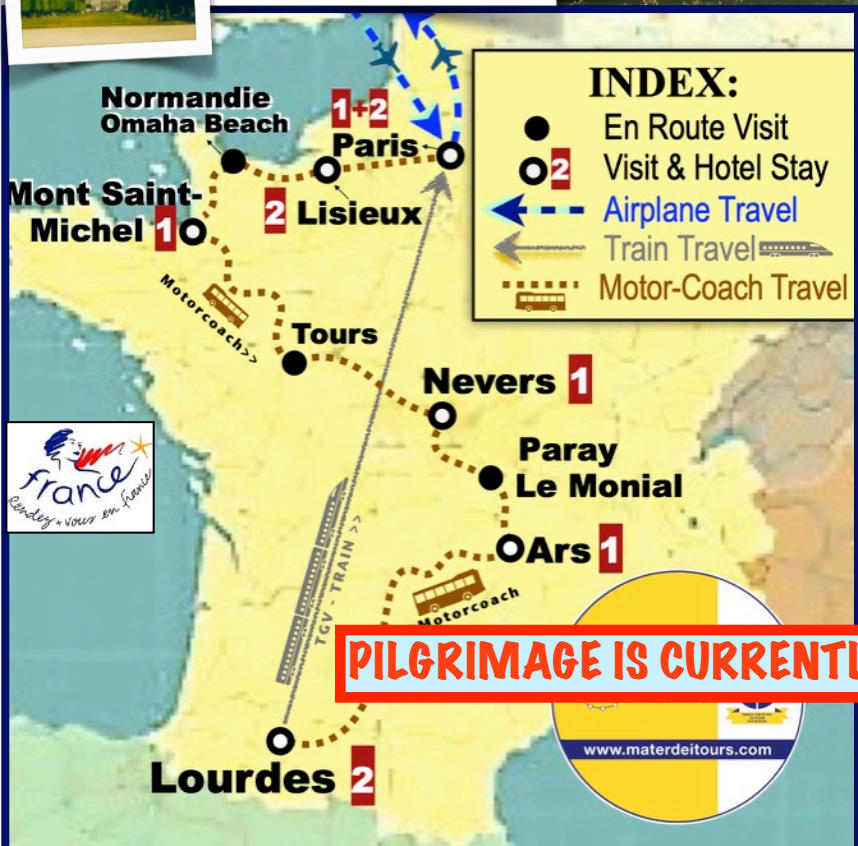 INDEX:
En Route Visit
2 Visit & Hotel Stay
Airplane Travel
Train Travel
Motor-Coach Travel
Normandie
Omaha Beach
1+2
Paris
2 Lisieux
Mont Saint-
Michel 1
Motorcoach>>
Tours
Nevers 1
Paray
Le Monial
Ars 1
Motorcoach
TGV - TRAIN >>
france
Rendez-vous en france
PILGRIMAGE IS
www.materdeitours.com
Lourdes 2